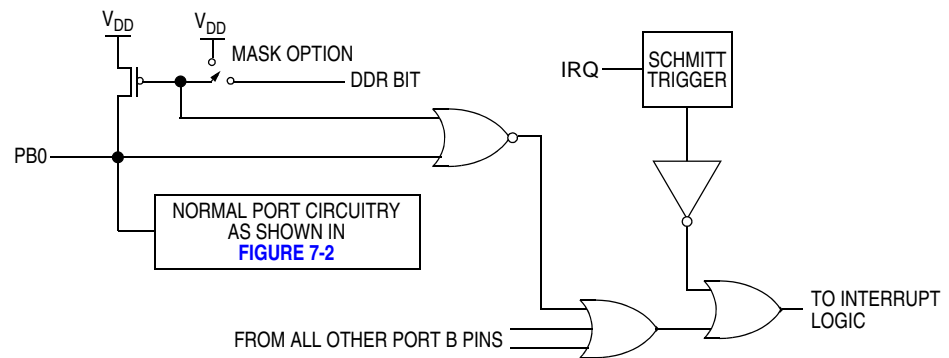 VDD
VDD
MASK OPTION
DDR BIT
PB0
NORMAL PORT CIRCUITRY
AS SHOWN IN
FIGURE 7-2
IRQ
SCHMITT
TRIGGER
FROM ALL OTHER PORT B PINS
TO INTERRUPT
LOGIC